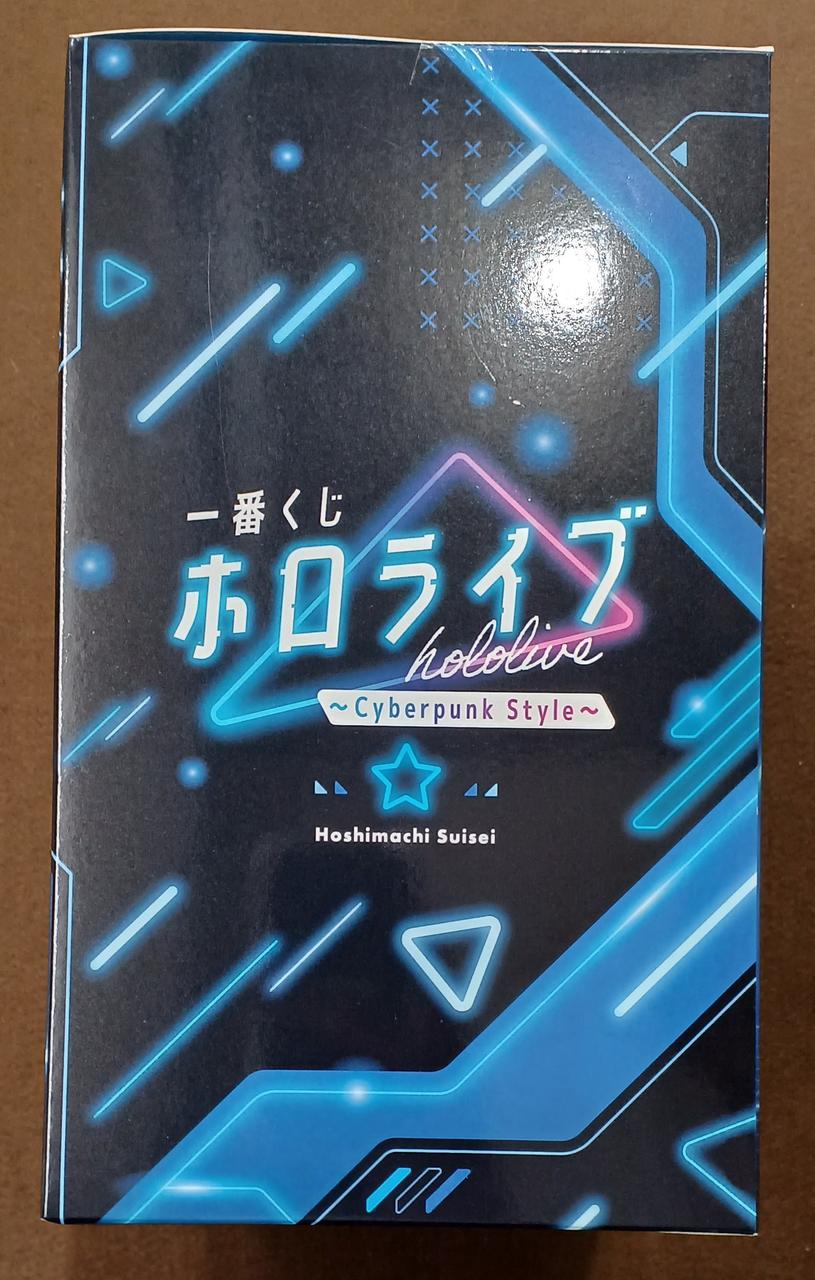 一番くじ
ホロライブ
hololive
～Cyberpunk Style～
Hoshimachi Suisei